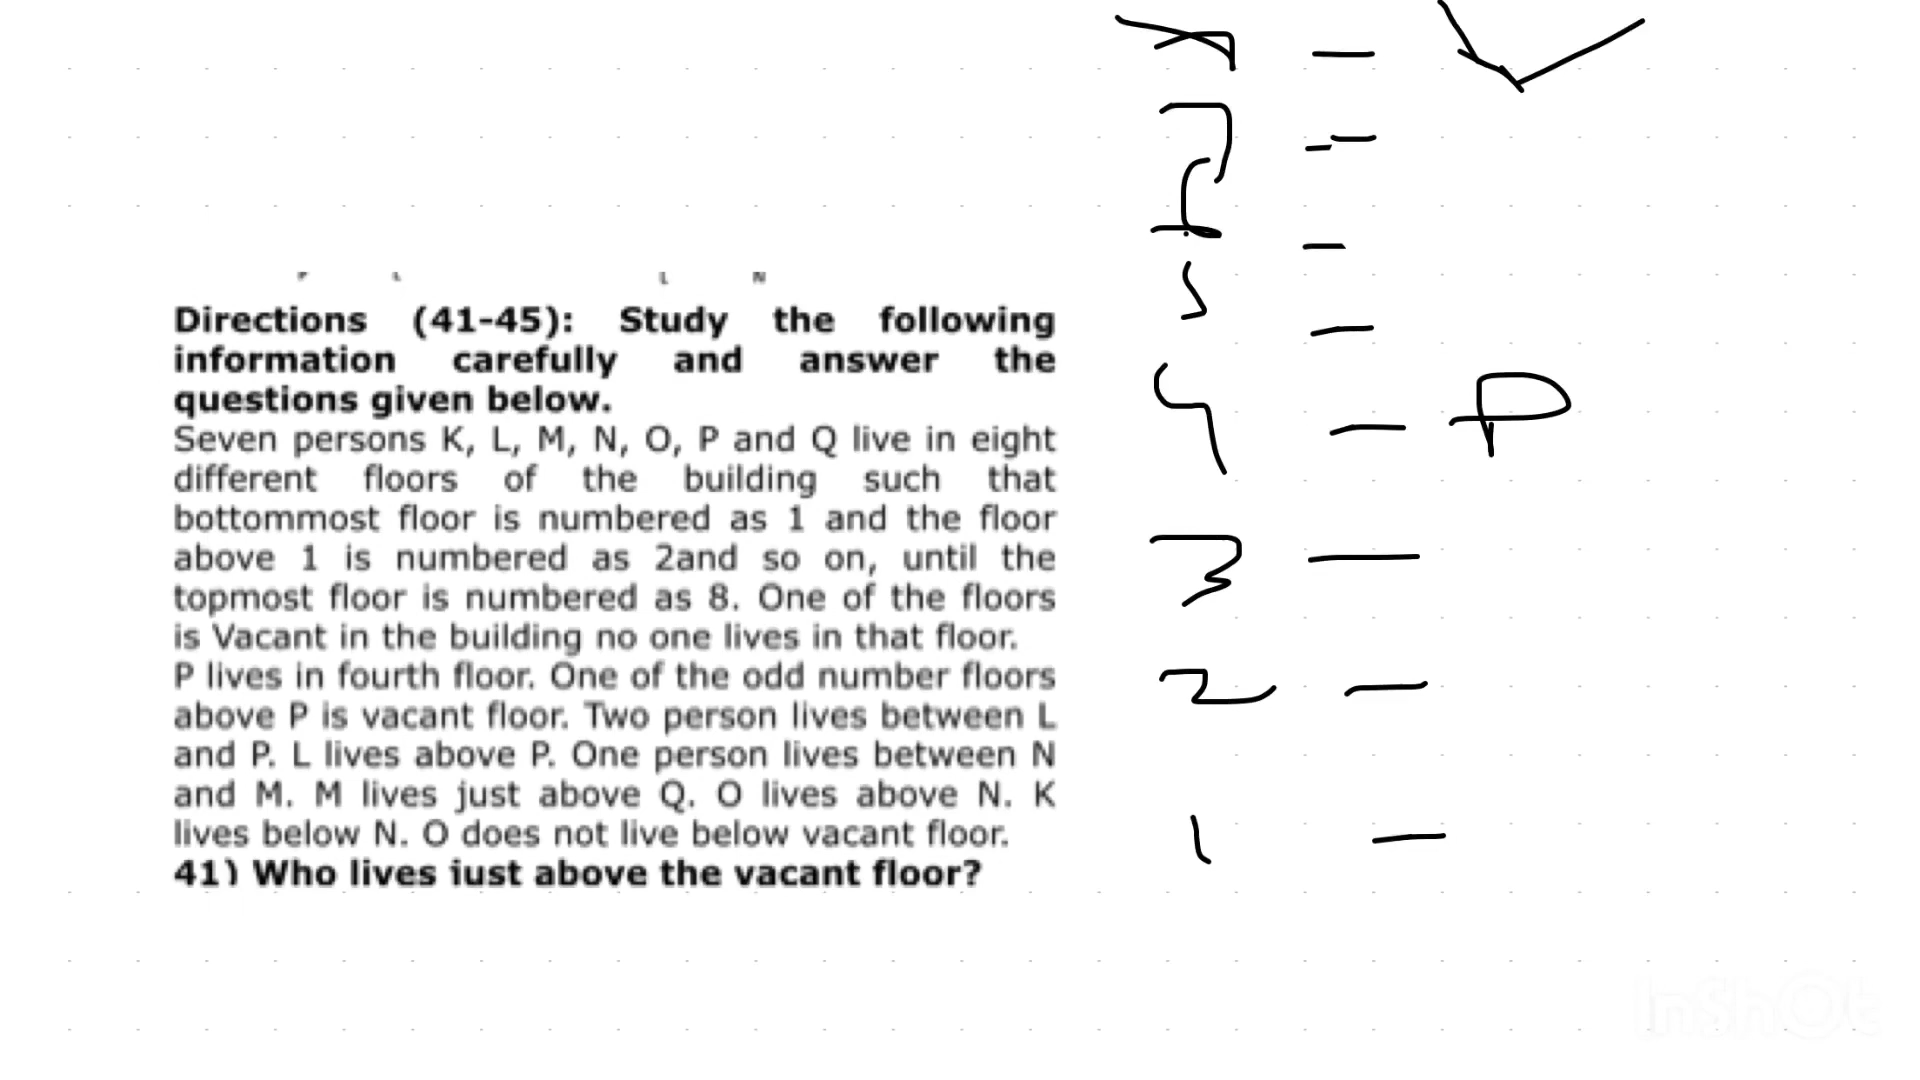 P L L N
Directions (41-45): Study the following
information carefully and answer the
questions given below.
Seven persons K, L, M, N, O, P and Q live in eight
different floors of the building such that
bottommost floor is numbered as 1 and the floor
above 1 is numbered as 2and so on, until the
topmost floor is numbered as 8. One of the floors
is Vacant in the building no one lives in that floor.
P lives in fourth floor. One of the odd number floors
above P is vacant floor. Two person lives between L
and P. L lives above P. One person lives between N
and M. M lives just above Q. O lives above N. K
lives below N. O does not live below vacant floor.
41) Who lives just above the vacant floor?
7 —
6 —
5 —
4 — P
3 —
2 —
1 —
InShOt